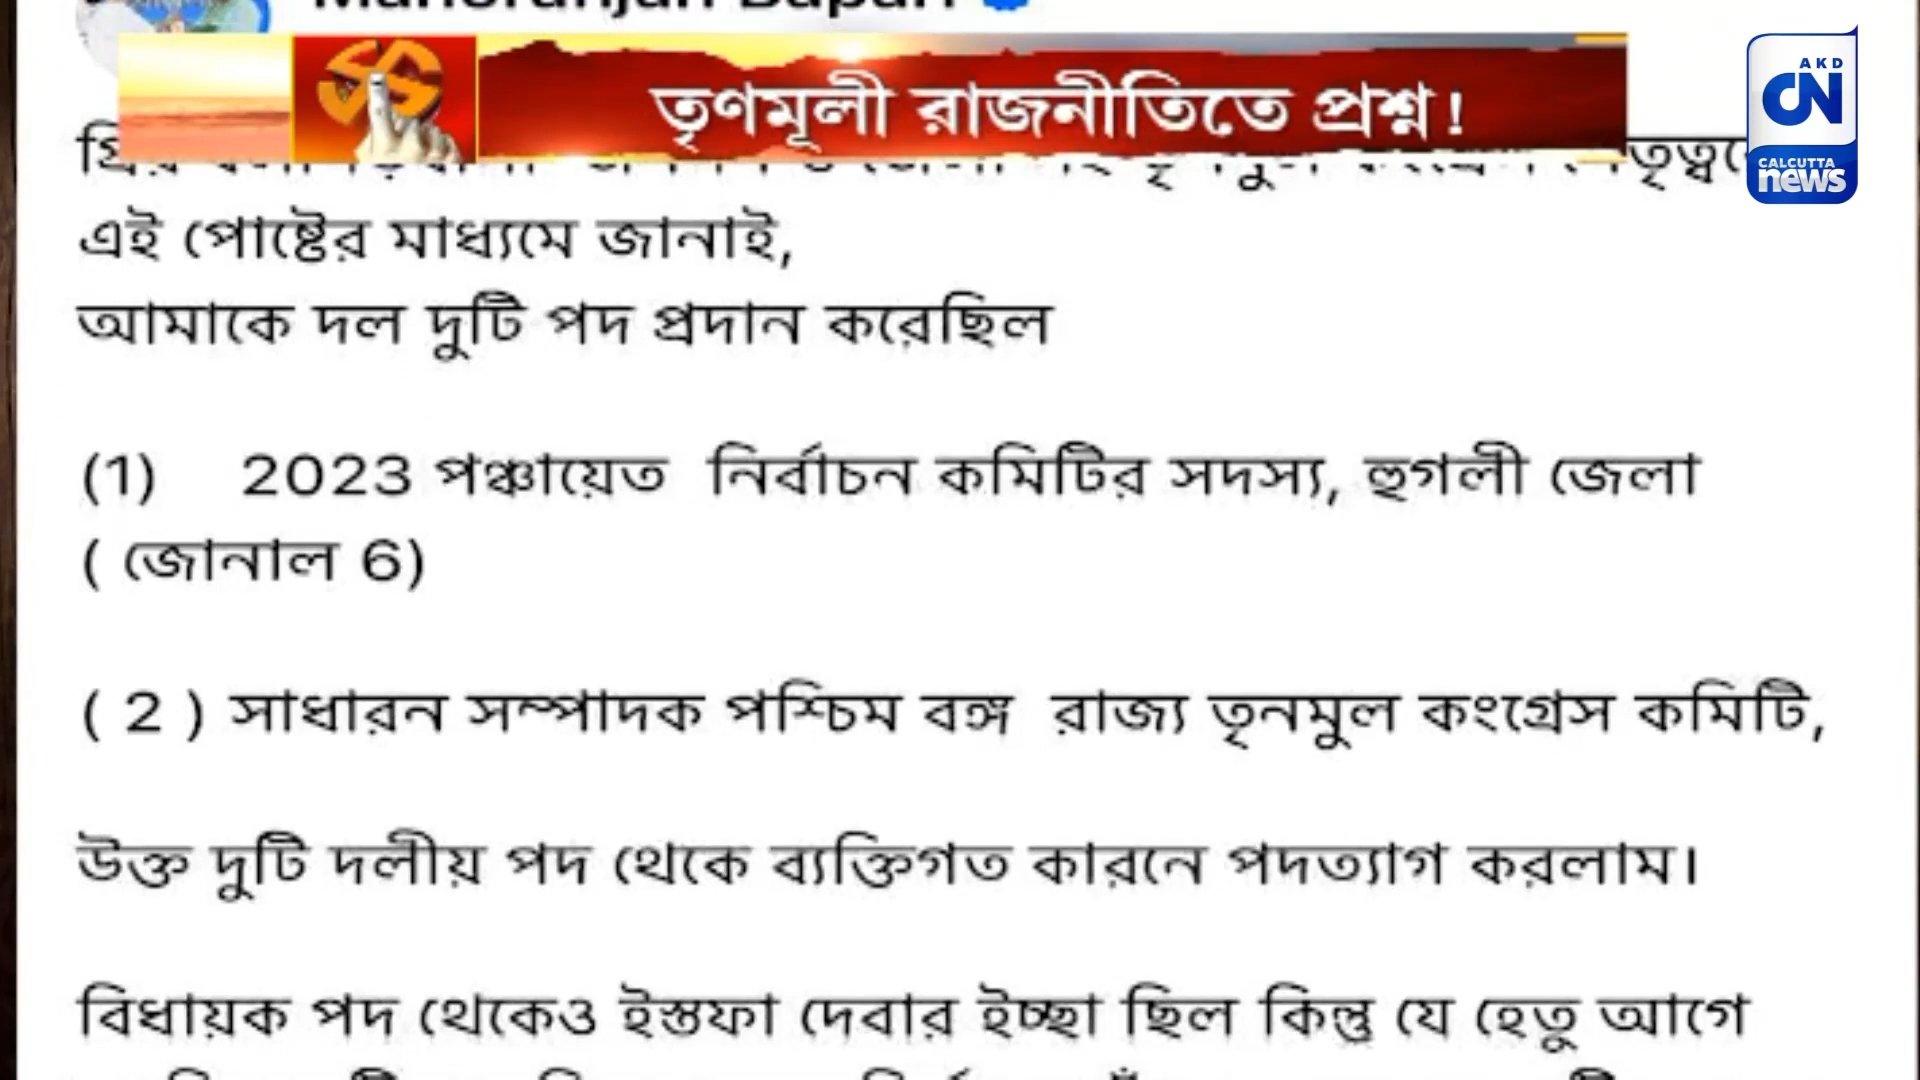 তৃণমূলী রাজনীতিতে প্রশ্ন!
AKD
CN
CALCUTTA
news
এই পোষ্টের মাধ্যমে জানাই,
আমাকে দল দুটি পদ প্রদান করেছিল
(1) 2023 পঞ্চায়েত নির্বাচন কমিটির সদস্য, হুগলী জেলা
( জোনাল 6)
( 2 ) সাধারন সম্পাদক পশ্চিম বঙ্গ রাজ্য তৃনমুল কংগ্রেস কমিটি,
উক্ত দুটি দলীয় পদ থেকে ব্যক্তিগত কারনে পদত্যাগ করলাম।
বিধায়ক পদ থেকেও ইস্তফা দেবার ইচ্ছা ছিল কিন্তু যে হেতু আগে